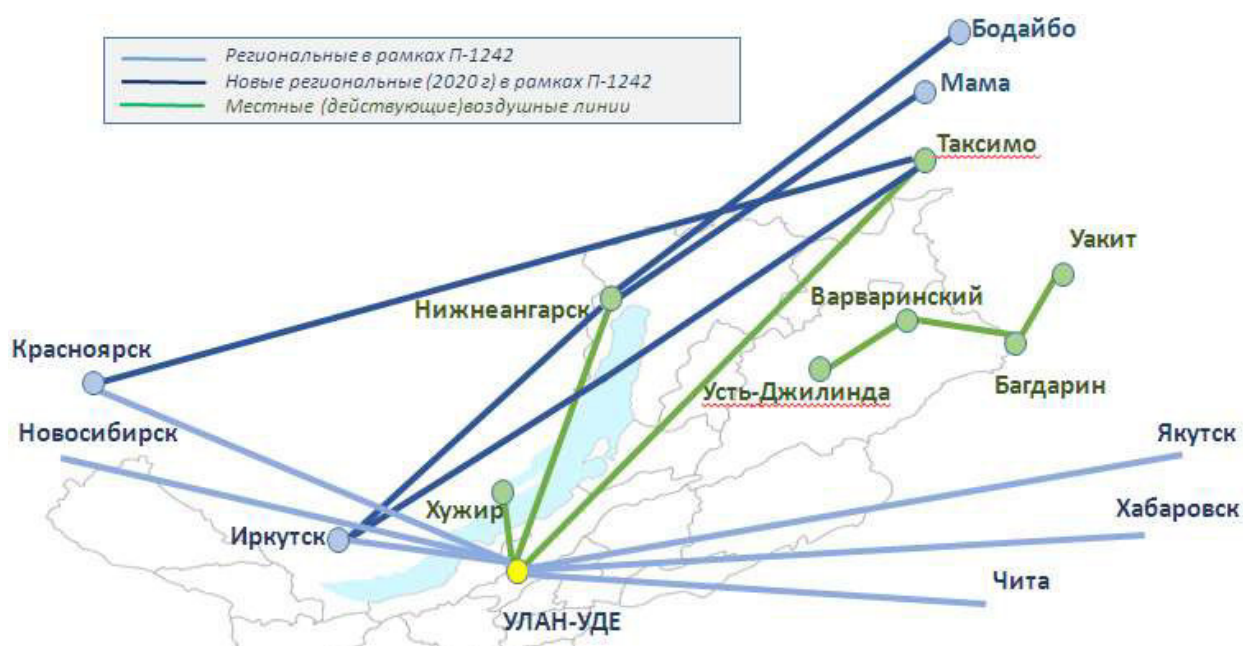 Бодайбо
Региональные в рамках П-1242
Новые региональные (2020 г) в рамках П-1242
Местные (действующие)воздушные линии
Мама
Таксимо
Уакит
Варваринский
Нижнеангарск
Красноярск
Усть-Джилинда
Багдарин
Новосибирск
Якутск
Хужир
Хабаровск
Иркутск
Чита
УЛАН-УДЕ